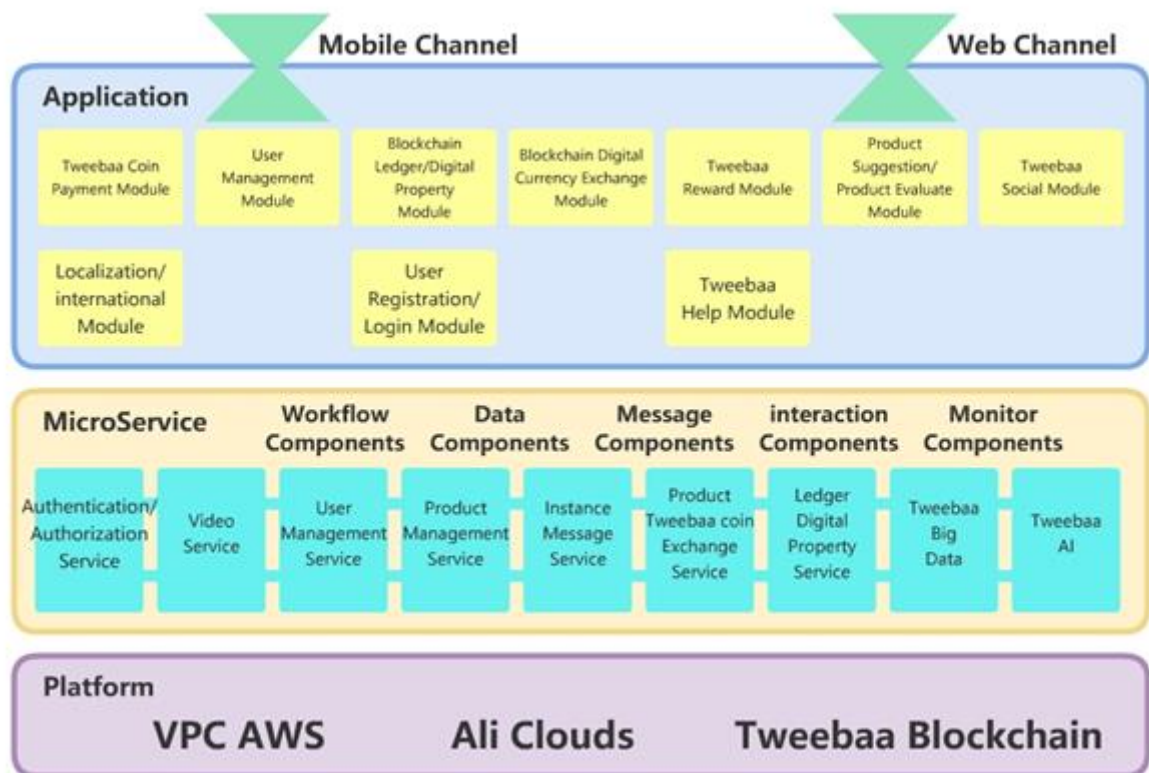 Mobile Channel
Web Channel
Application
Tweebaa Coin
Payment Module
User
Management
Module
Blockchain
Ledger/Digital
Property
Module
Blockchain Digital
Currency Exchange
Module
Tweebaa
Reward Module
Product
Suggestion/
Product Evaluate
Module
Tweebaa
Social Module
Localization/
international
Module
User
Registration/
Login Module
Tweebaa
Help Module
MicroService
Workflow
Components
Data
Components
Message
Components
interaction
Components
Monitor
Components
Authentication/
Authorization
Service
Video
Service
User
Management
Service
Product
Management
Service
Instance
Message
Service
Product
Tweebaa coin
Exchange
Service
Ledger
Digital
Property
Service
Tweebaa
Big
Data
Tweebaa
AI
Platform
VPC AWS
Ali Clouds
Tweebaa Blockchain